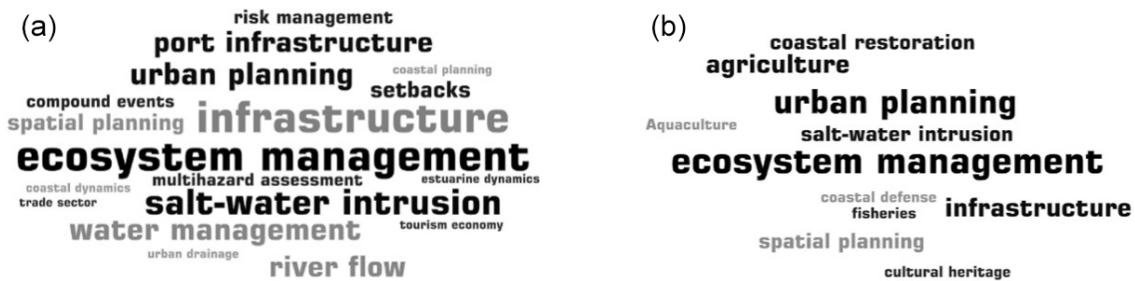 (a)
risk management
port infrastructure
urban planning
coastal planning
setbacks
compound events
spatial planning
infrastructure
ecosystem management
multihazard assessment
estuarine dynamics
coastal dynamics
trade sector
salt-water intrusion
water management
tourism economy
urban drainage
river flow
(b)
coastal restoration
agriculture
urban planning
Aquaculture
salt-water intrusion
ecosystem management
coastal defense
fisheries
infrastructure
spatial planning
cultural heritage